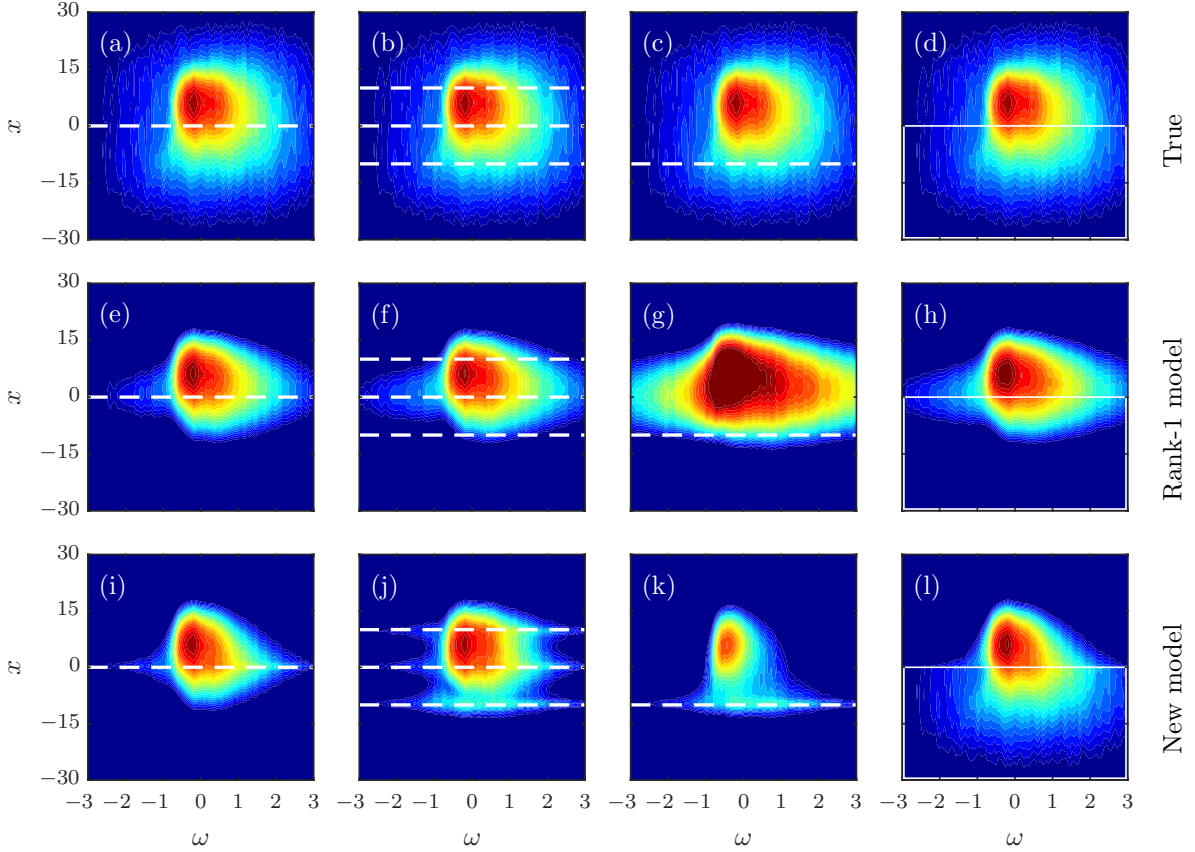 30
15
0
−15
−30
x
(a)
(b)
(c)
(d)
True
30
15
0
−15
−30
x
(e)
(f)
(g)
(h)
Rank-1 model
30
15
0
−15
−30
x
(i)
(j)
(k)
(l)
New model
−3 −2 −1 0 1 2 3
−3 −2 −1 0 1 2 3
−3 −2 −1 0 1 2 3
−3 −2 −1 0 1 2 3
ω
ω
ω
ω